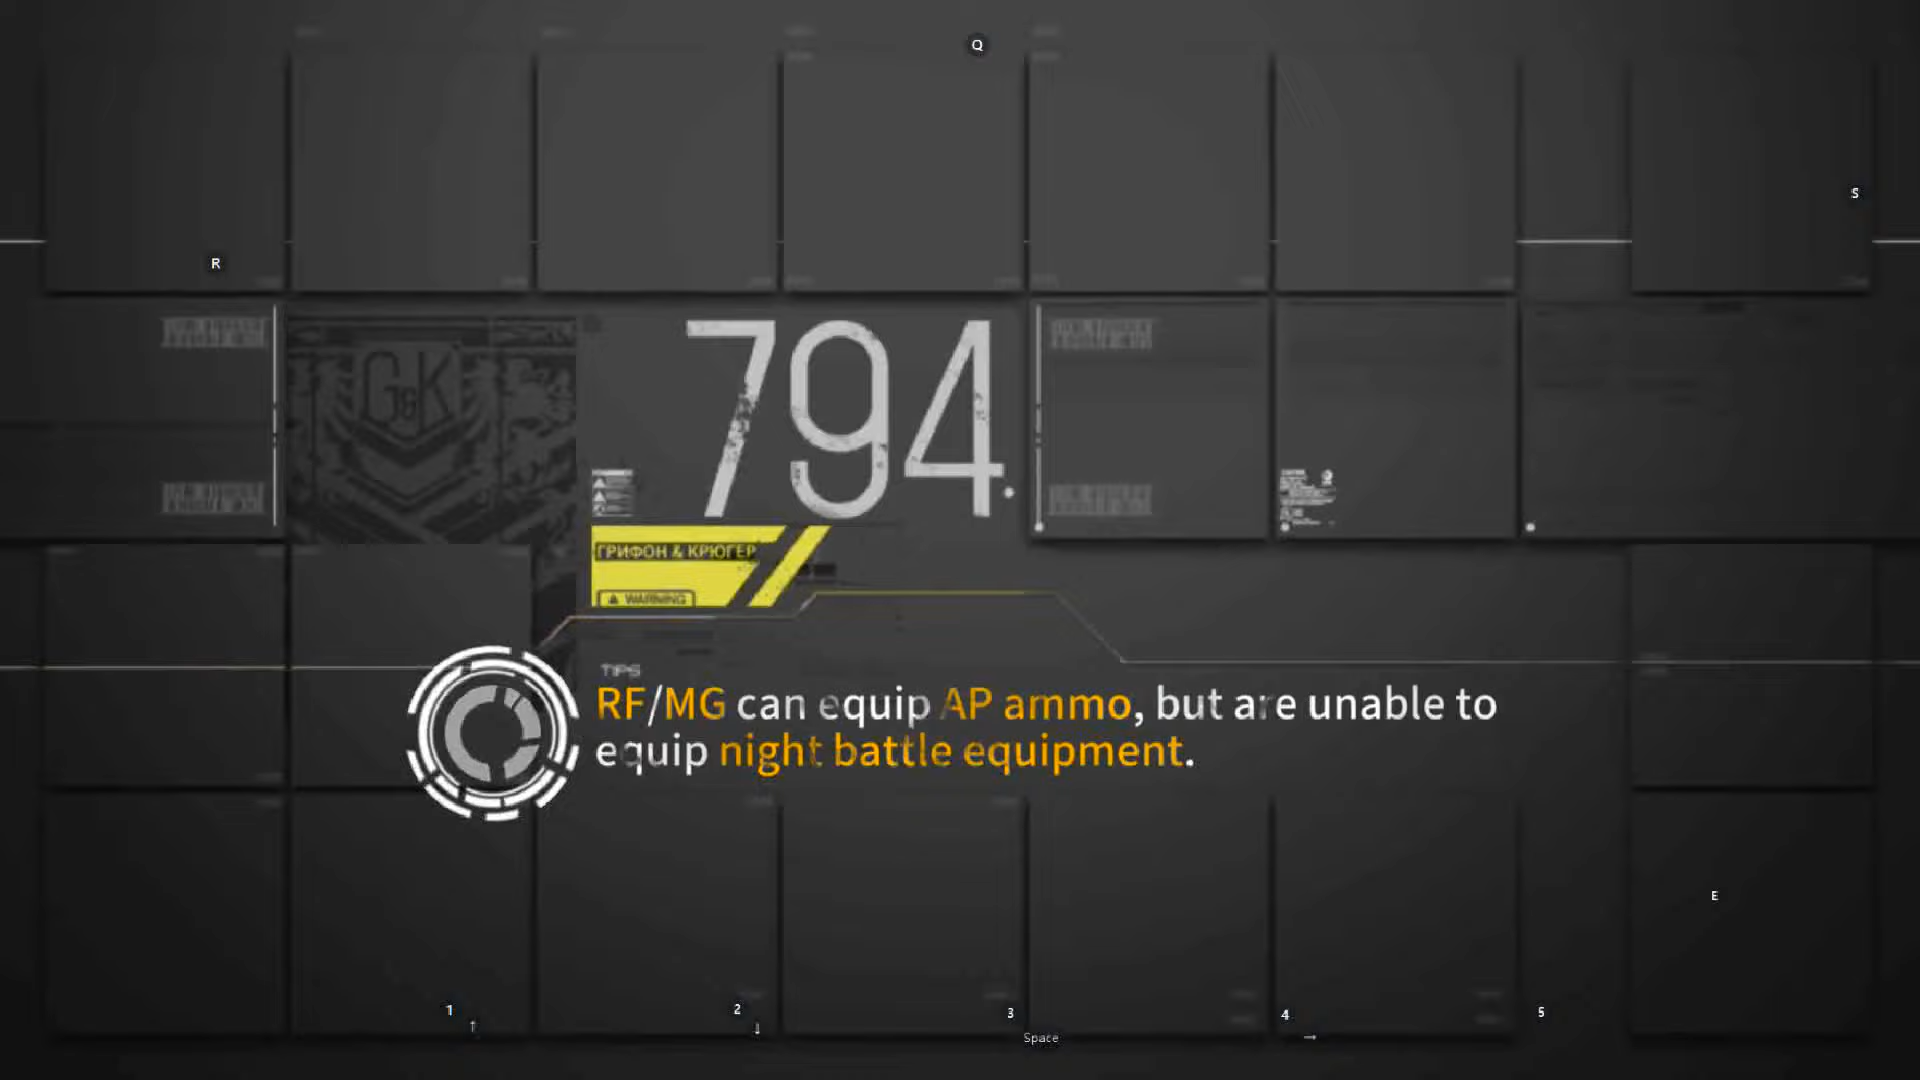 Q
S
R
G&K
794.
ГРИФОН & КРЮГЕР
WARNING
TIPS
RF/MG can equip AP ammo, but are unable to
equip night battle equipment.
E
1
2
3
4
5
↑
↓
Space
→